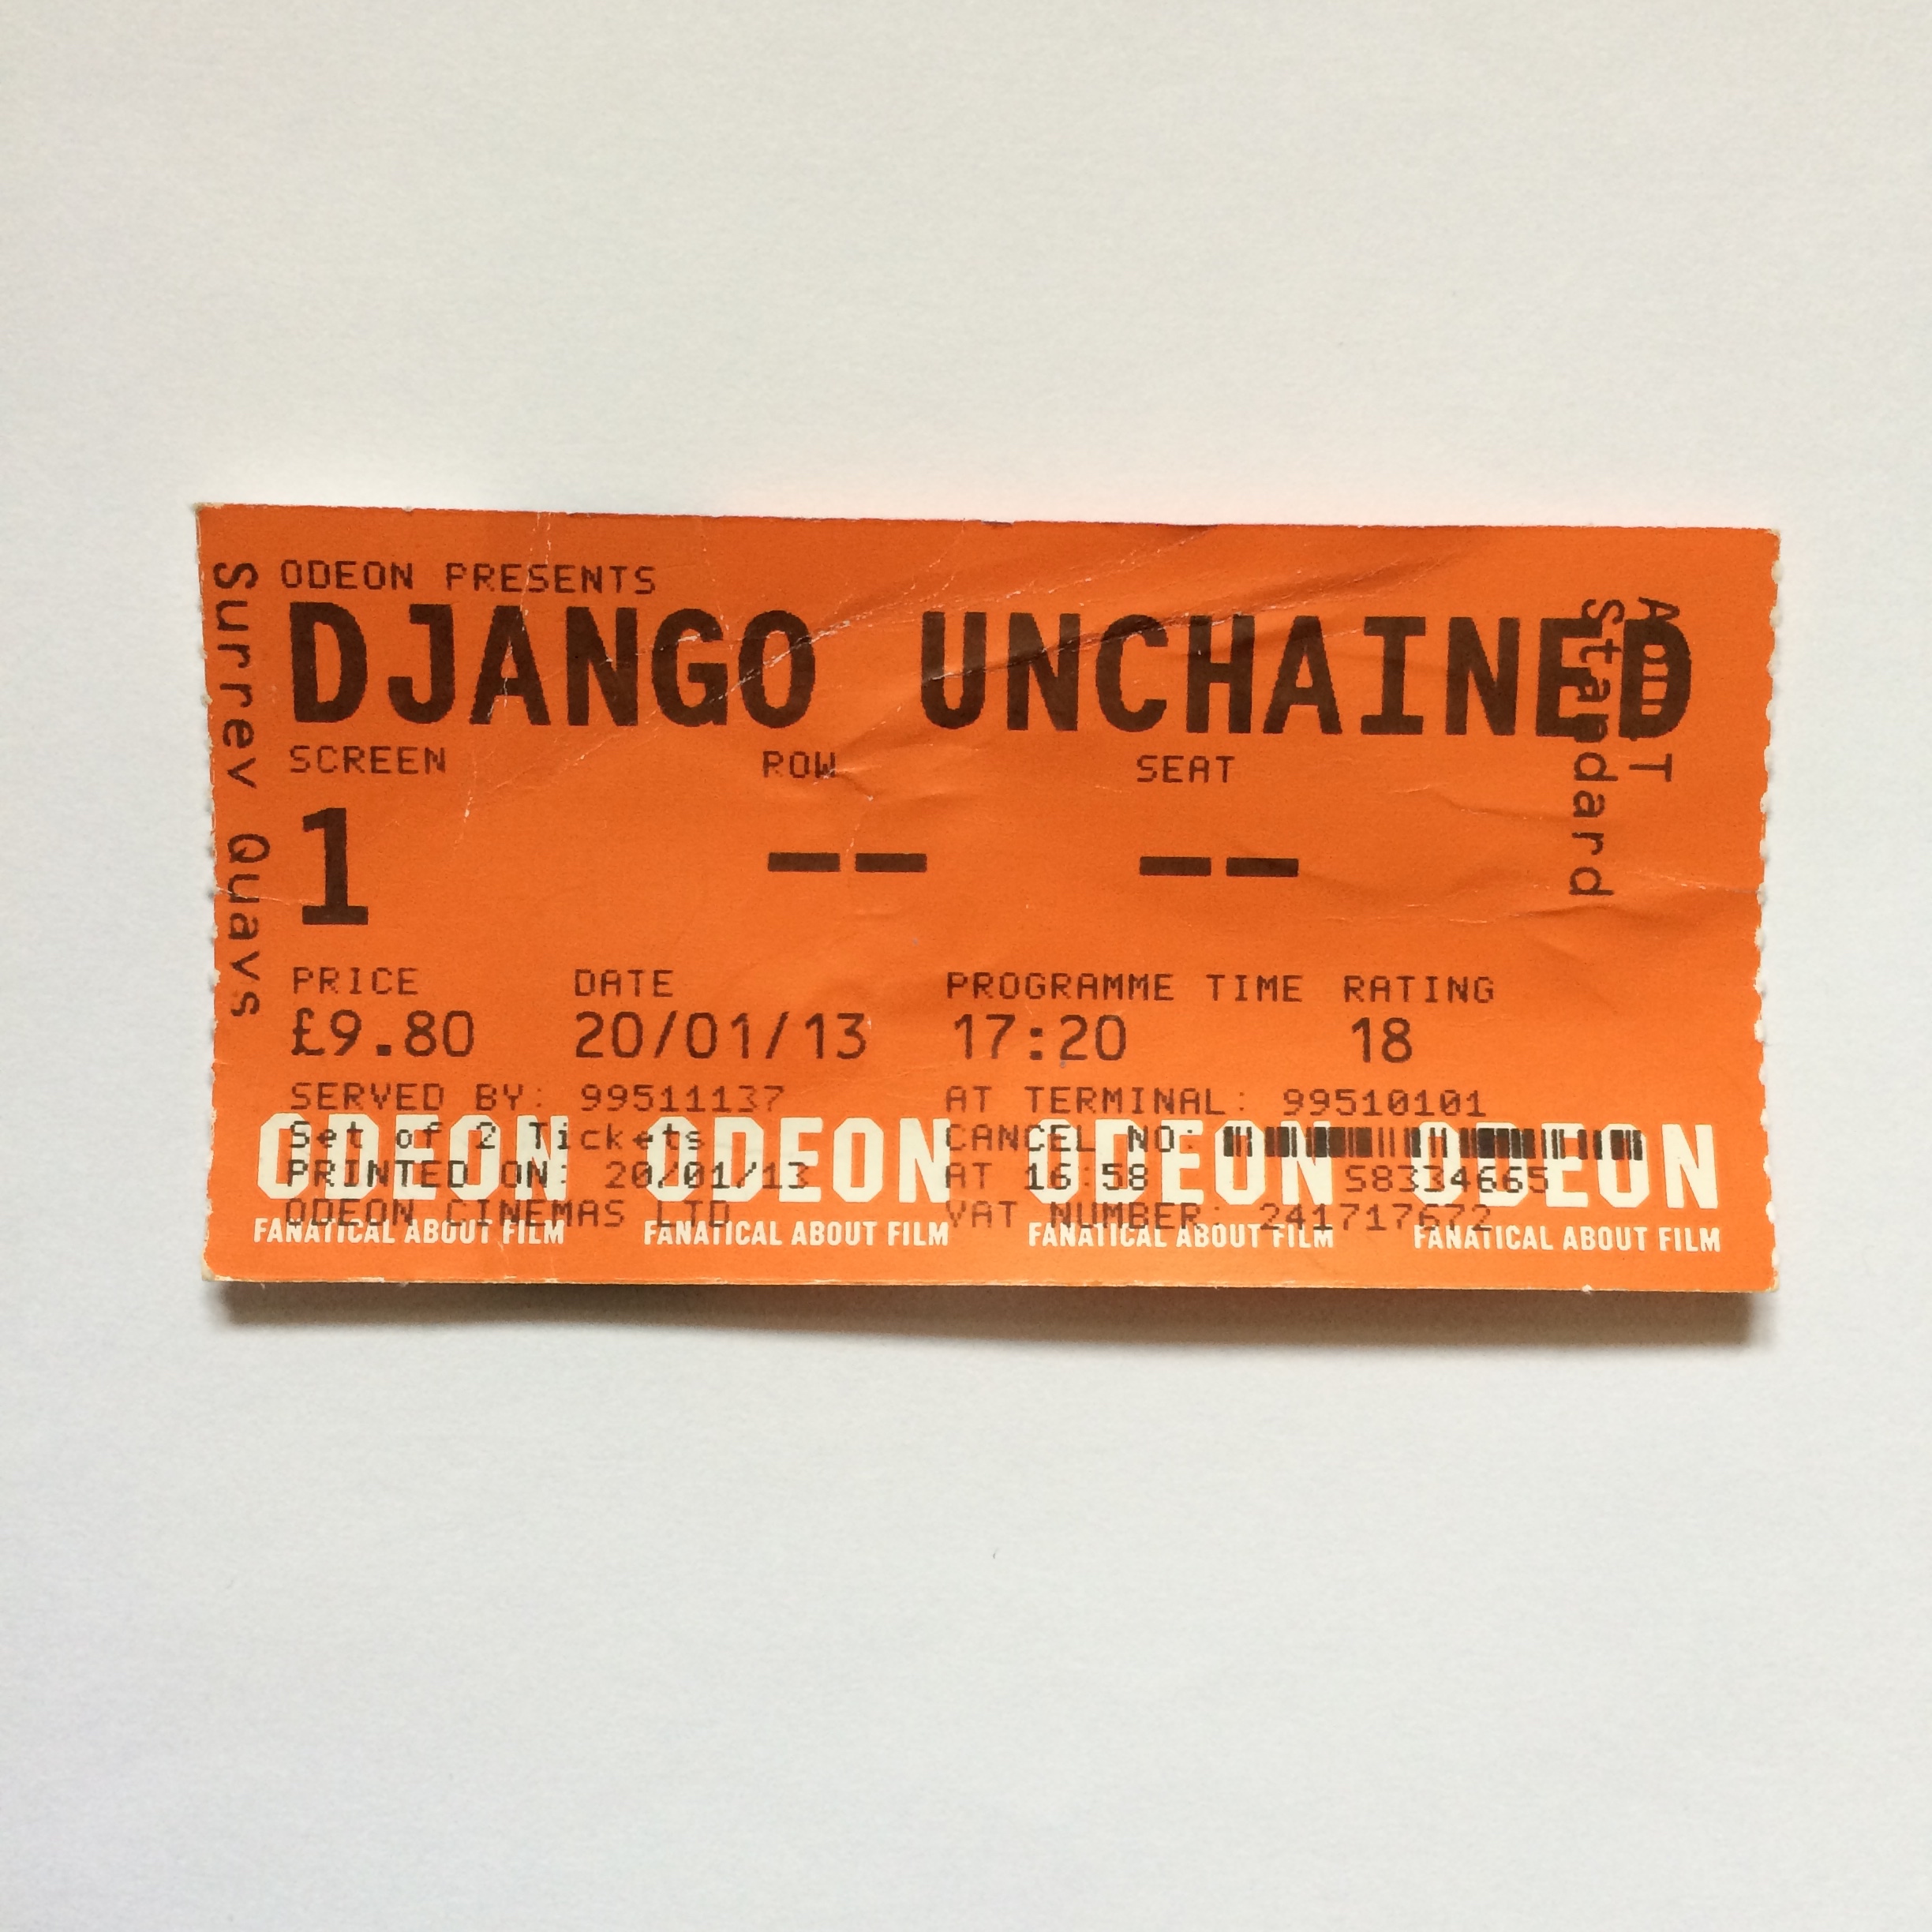 ODEON PRESENTS
DJANGO UNCHAINED
SCREEN ROW SEAT
1 -- --
PRICE DATE PROGRAMME TIME RATING
£9.80 20/01/13 17:20 18
SERVED BY: 99511137 AT TERMINAL: 99510101
Set of 2 Tickets CANCEL NO:
PRINTED ON: 20/01/13 AT 16:58 S8334665
ODEON CINEMAS LTD VAT NUMBER: 241717672
ODEON ODEON ODEON ODEON
FANATICAL ABOUT FILM FANATICAL ABOUT FILM FANATICAL ABOUT FILM FANATICAL ABOUT FILM
Surrey Quays
Standard